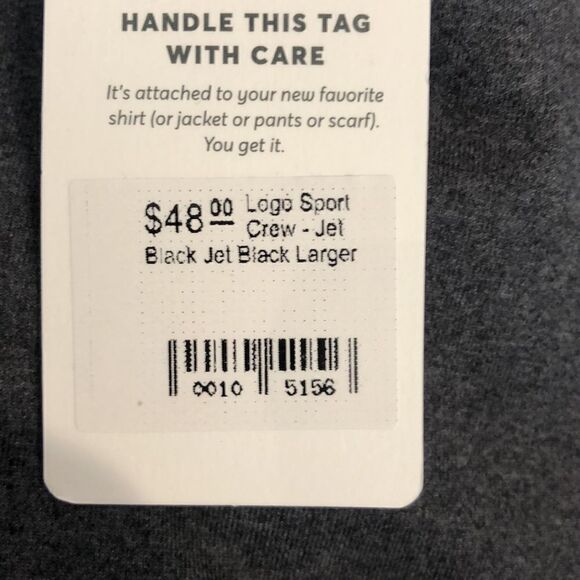 HANDLE THIS TAG
WITH CARE
It's attached to your new favorite
shirt (or jacket or pants or scarf).
You get it.
$48 00 Logo Sport
Crew - Jet
Black Jet Black Larger
0010 5156